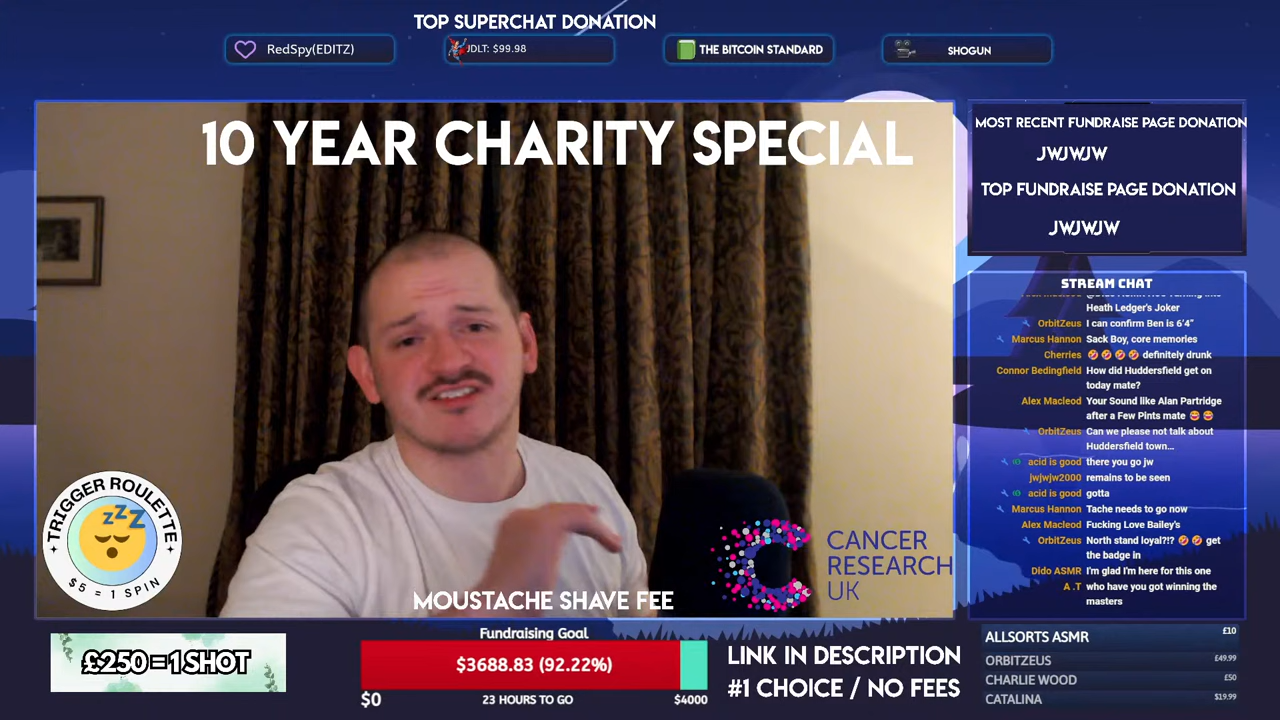 TOP SUPERCHAT DONATION
RedSpy(EDITZ)
JDLT: $99.98
THE BITCOIN STANDARD
SHOGUN
10 YEAR CHARITY SPECIAL
MOST RECENT FUNDRAISE PAGE DONATION
JWJWJW
TOP FUNDRAISE PAGE DONATION
JWJWJW
STREAM CHAT
Heath Ledger's Joker
OrbitZeus I can confirm Ben is 6'4"
Marcus Hannon Sack Boy, core memories
Cherries 🤣🤣🤣🤣 definitely drunk
Connor Bedingfield How did Huddersfield get on
today mate?
Alex Macleod Your Sound like Alan Partridge
after a Few Pints mate 😅 😅
OrbitZeus Can we please not talk about
Huddersfield town...
acid is good there you go jw
jwjwjw2000 remains to be seen
acid is good gotta
Marcus Hannon Tache needs to go now
Alex Macleod Fucking Love Bailey's
OrbitZeus North stand loyal?!? 🤣 🤣 get
the badge in
Dido ASMR I'm glad I'm here for this one
A .T who have you got winning the
masters
TRIGGER ROULETTE
zzz
$5 = 1 SPIN
CANCER
RESEARCH
UK
MOUSTACHE SHAVE FEE
£250 = 1 SHOT
Fundraising Goal
$3688.83 (92.22%)
$0
23 HOURS TO GO
$4000
LINK IN DESCRIPTION
#1 CHOICE / NO FEES
ALLSORTS ASMR £10
ORBITZEUS £49.99
CHARLIE WOOD £50
CATALINA $19.99